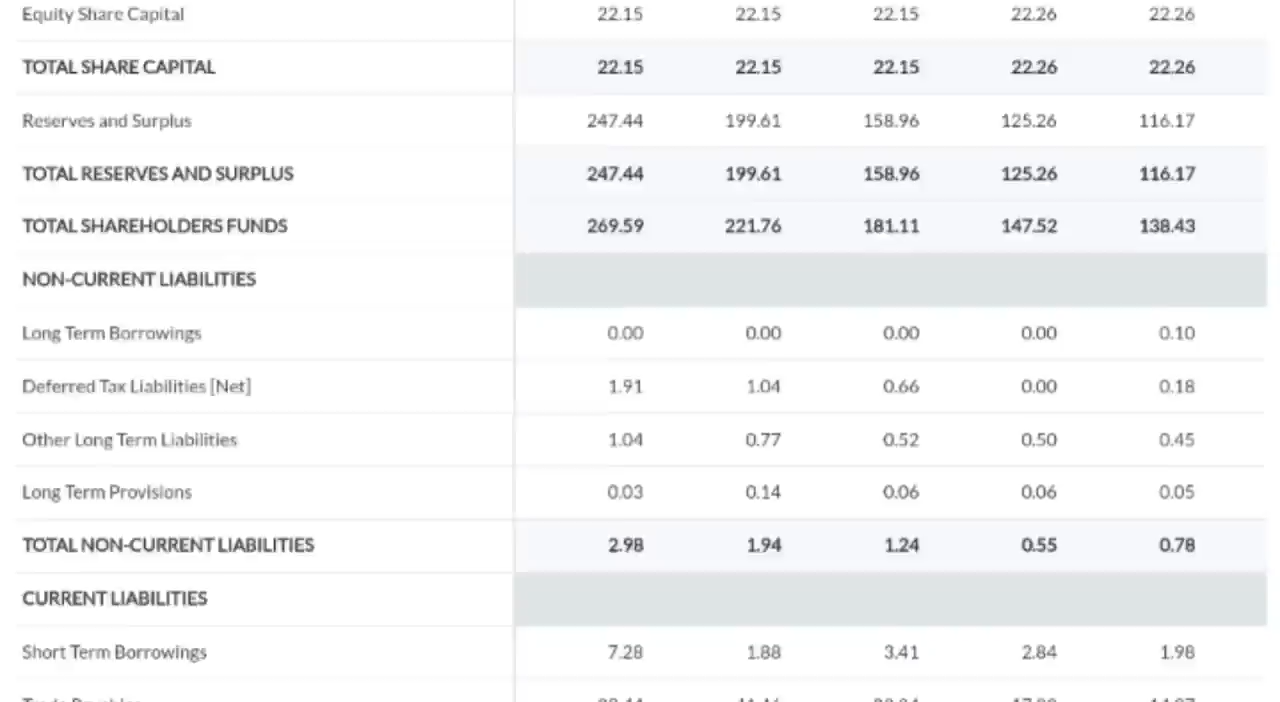 Equity Share Capital 22.15 22.15 22.15 22.26 22.26
TOTAL SHARE CAPITAL 22.15 22.15 22.15 22.26 22.26
Reserves and Surplus 247.44 199.61 158.96 125.26 116.17
TOTAL RESERVES AND SURPLUS 247.44 199.61 158.96 125.26 116.17
TOTAL SHAREHOLDERS FUNDS 269.59 221.76 181.11 147.52 138.43
NON-CURRENT LIABILITIES
Long Term Borrowings 0.00 0.00 0.00 0.00 0.10
Deferred Tax Liabilities [Net] 1.91 1.04 0.66 0.00 0.18
Other Long Term Liabilities 1.04 0.77 0.52 0.50 0.45
Long Term Provisions 0.03 0.14 0.06 0.06 0.05
TOTAL NON-CURRENT LIABILITIES 2.98 1.94 1.24 0.55 0.78
CURRENT LIABILITIES
Short Term Borrowings 7.28 1.88 3.41 2.84 1.98